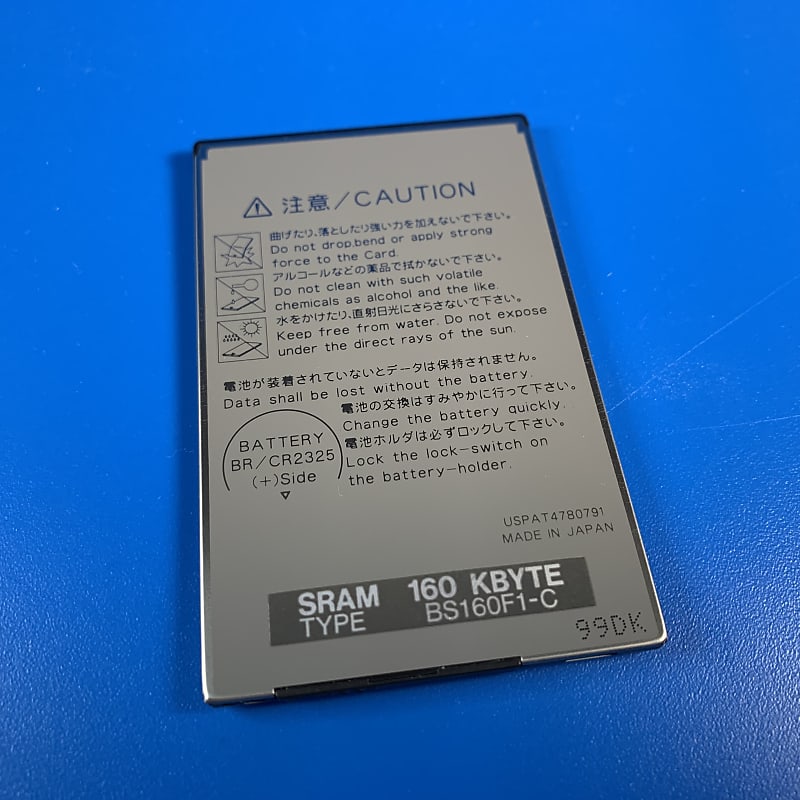 ⚠ 注意/CAUTION
曲げたり、落としたり強い力を加えないで下さい。
Do not drop.bend or apply strong
force to the Card.
アルコールなどの薬品で拭かないで下さい。
Do not clean with such volatile
chemicals as alcohol and the like.
水をかけたり、直射日光にさらさないで下さい。
Keep free from water. Do not expose
under the direct rays of the sun.
電池が装着されていないとデータは保持されません。
Data shall be lost without the battery.
電池の交換はすみやかに行って下さい。
Change the battery quickly.
電池ホルダは必ずロックして下さい。
Lock the lock-switch on
the battery-holder.
BATTERY
BR/CR2325
(+)Side
USPAT4780791
MADE IN JAPAN
SRAM 160 KBYTE
TYPE BS160F1-C
99DK